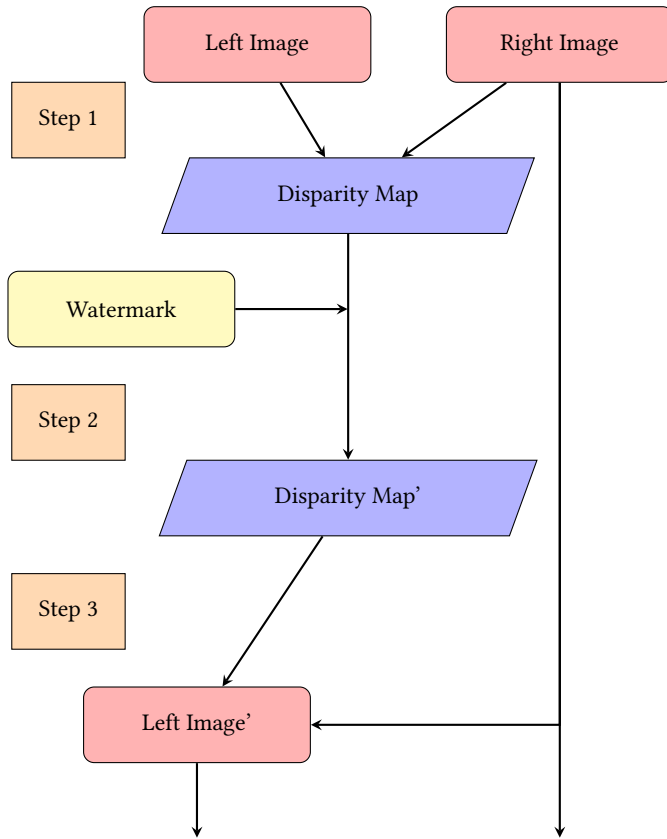 Left Image
Right Image
Step 1
Disparity Map
Watermark
Step 2
Disparity Map’
Step 3
Left Image’